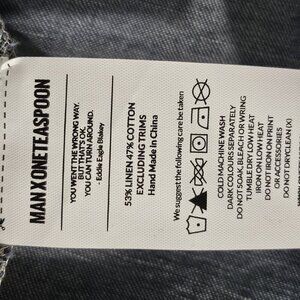 MANXONETEASPOON
YOU WENT THE WRONG WAY.
BUT THAT'S OK,
YOU CAN TURN AROUND.
- Eddie Eagle Blakey
53% LINEN 47% COTTON
EXCLUDING TRIMS
Hand Made In China
We suggest the following care be taken
COLD MACHINE WASH
DARK COLOURS SEPARATELY
DO NOT SOAK, BLEACH OR WRING
TUMBLE DRY LOW HEAT
IRON ON LOW HEAT
DO NOT IRON ON PRINT
OR ACCESSORIES
DO NOT DRYCLEAN (X)